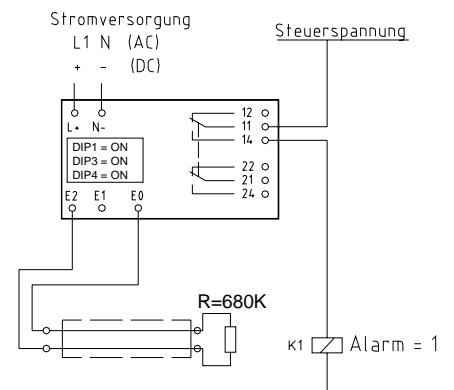 Stromversorgung
L1 N (AC)
+ - (DC)
Steuerspannung
L+ N-
DIP1 = ON
DIP3 = ON
DIP4 = ON
E2 E1 E0
12
11
14
22
21
24
R=680K
K1 Alarm = 1